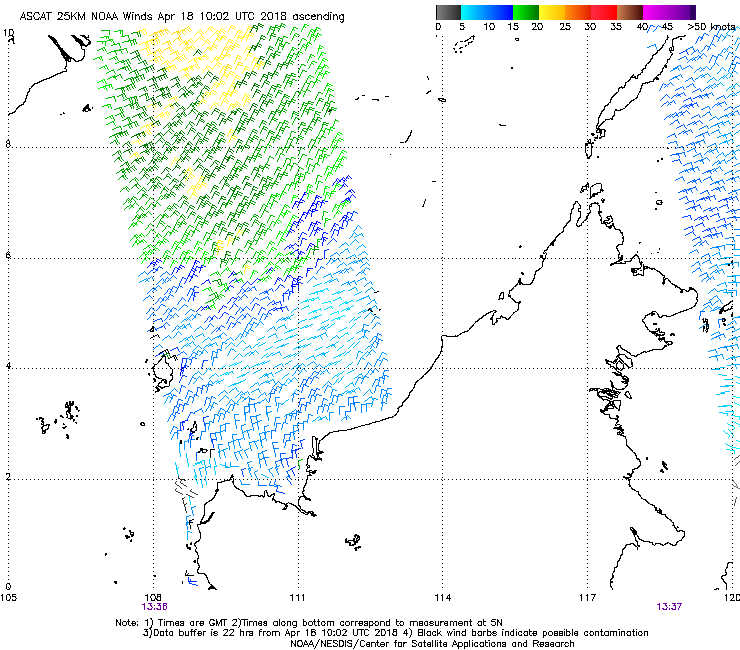 ASCAT 25KM NOAA Winds Apr 18 10:02 UTC 2018 ascending
0 5 10 15 20 25 30 35 40 45 >50 knots
10
8
6
4
2
0
105 108 111 114 117 120
13:38 13:37
Note: 1) Times are GMT 2)Times along bottom correspond to measurement at 5N
3)Data buffer is 22 hrs from Apr 18 10:02 UTC 2018 4) Black wind barbs indicate possible contamination
NOAA/NESDIS/Center for Satellite Applications and Research